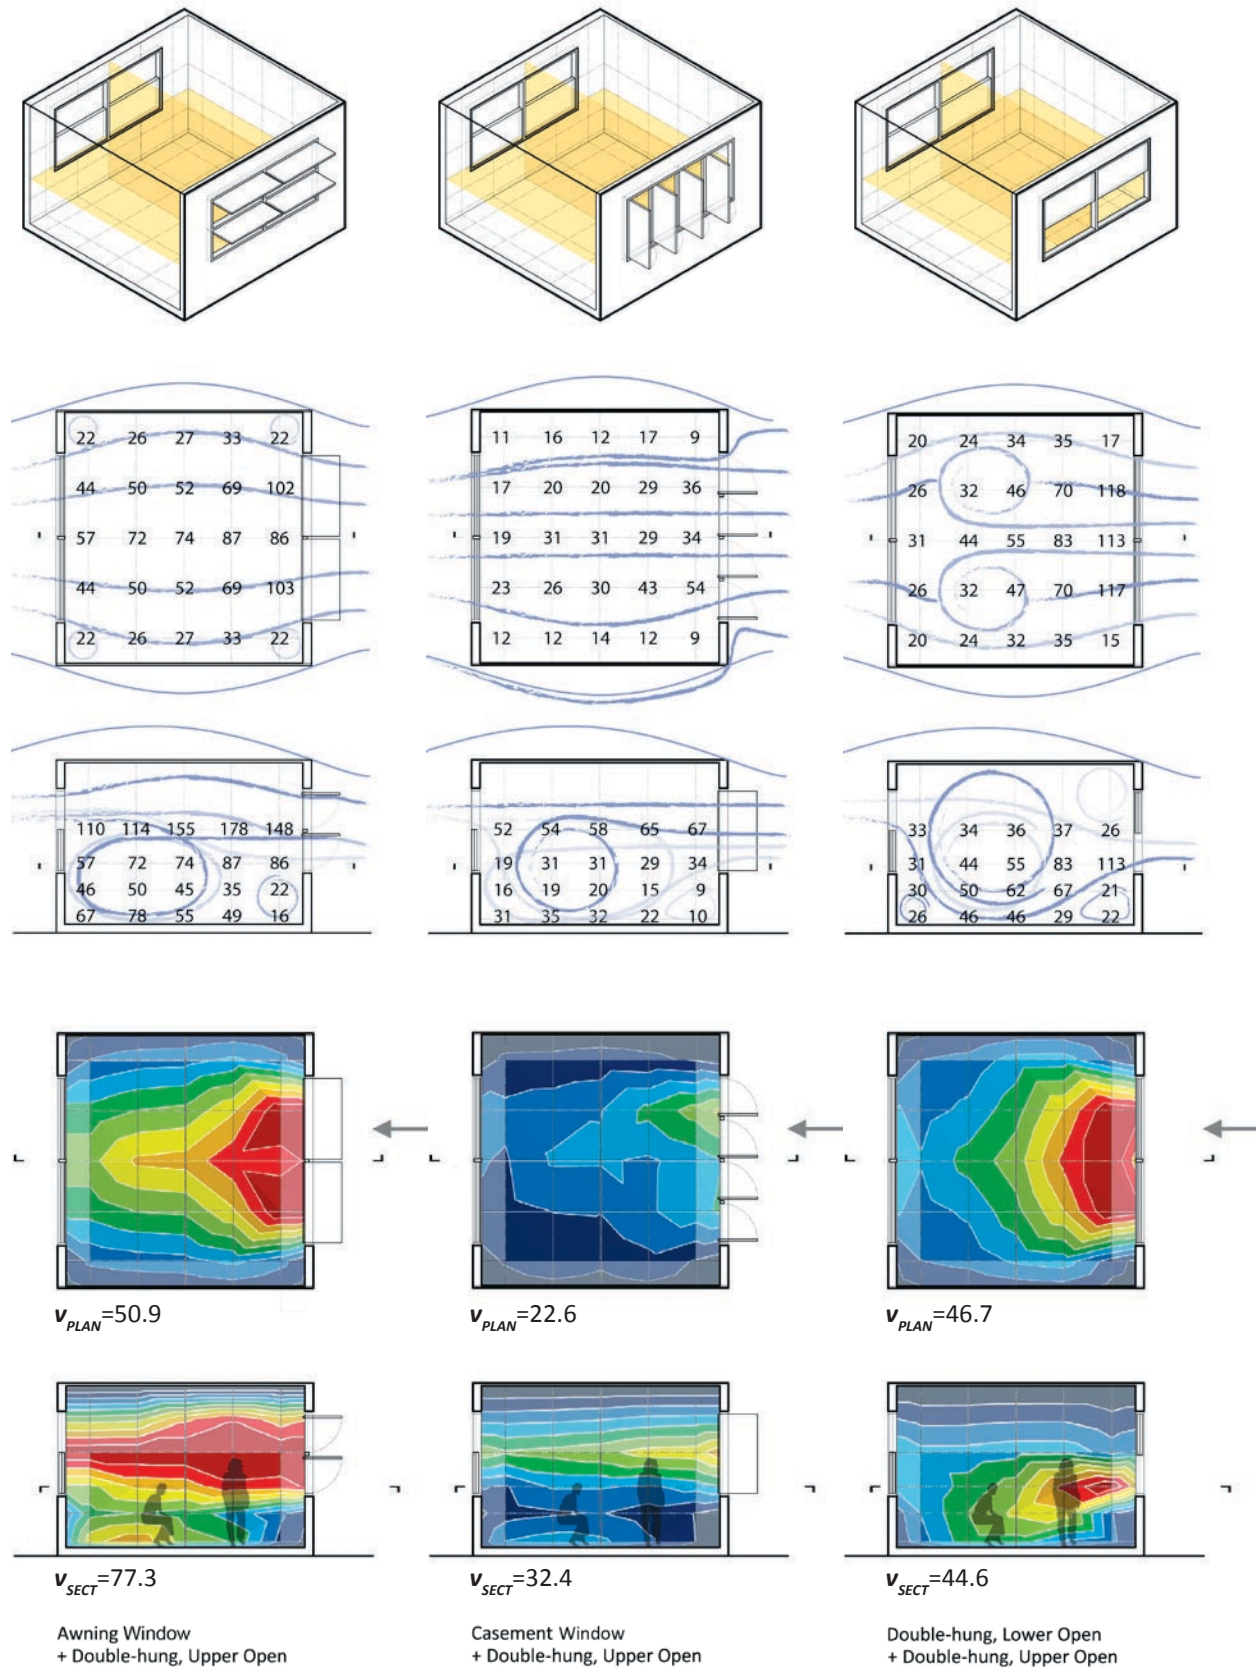 22 26 27 33 22
44 50 52 69 102
57 72 74 87 86
44 50 52 69 103
22 26 27 33 22
11 16 12 17 9
17 20 20 29 36
19 31 31 29 34
23 26 30 43 54
12 12 14 12 9
20 24 34 35 17
26 32 46 70 118
31 44 55 83 113
26 32 47 70 117
20 24 32 35 15
110 114 155 178 148
57 72 74 87 86
46 50 45 35 22
67 78 55 49 16
52 54 58 65 67
19 31 31 29 34
16 19 20 15 9
31 35 32 22 10
33 34 36 37 26
31 44 55 83 113
30 50 62 67 21
26 46 46 29 22
vPLAN=50.9
vPLAN=22.6
vPLAN=46.7
vSECT=77.3
vSECT=32.4
vSECT=44.6
Awning Window
+ Double-hung, Upper Open
Casement Window
+ Double-hung, Upper Open
Double-hung, Lower Open
+ Double-hung, Upper Open